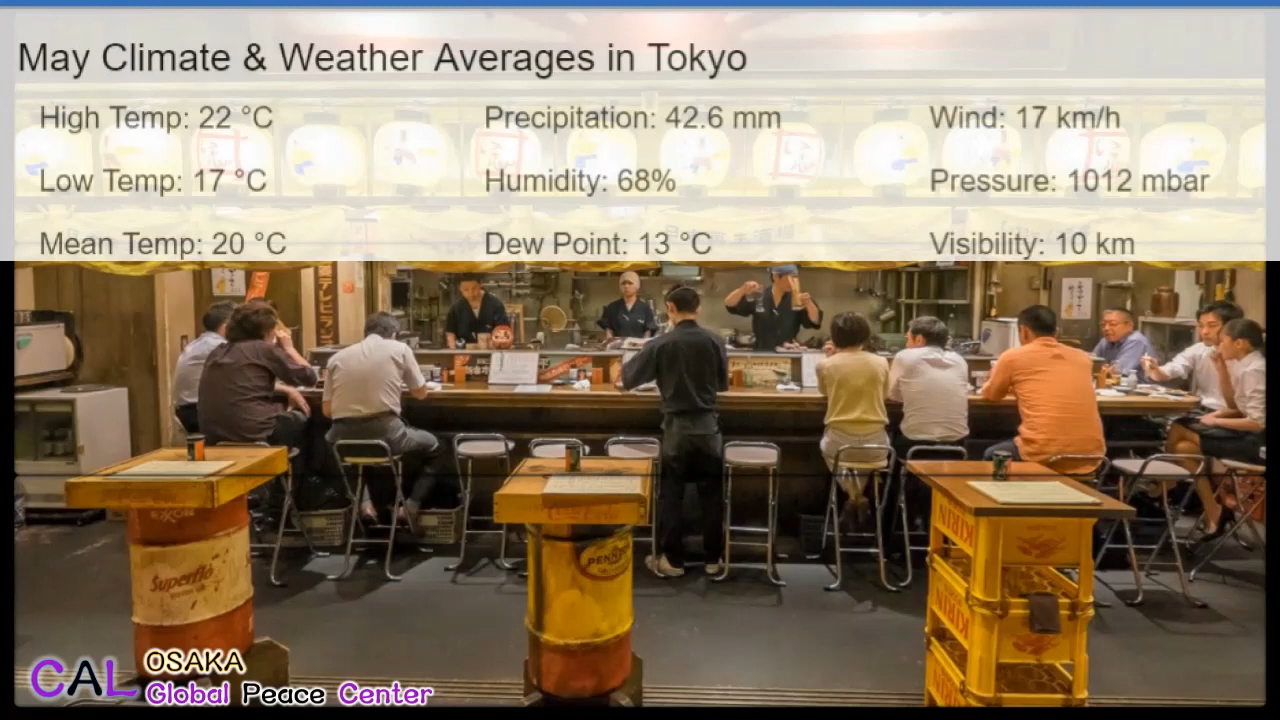 May Climate & Weather Averages in Tokyo
High Temp: 22 °C Precipitation: 42.6 mm Wind: 17 km/h
Low Temp: 17 °C Humidity: 68% Pressure: 1012 mbar
Mean Temp: 20 °C Dew Point: 13 °C Visibility: 10 km
EXXON
Superflo
KIRIN
KIRIN
KIRIN
CAL OSAKA
Global Peace Center